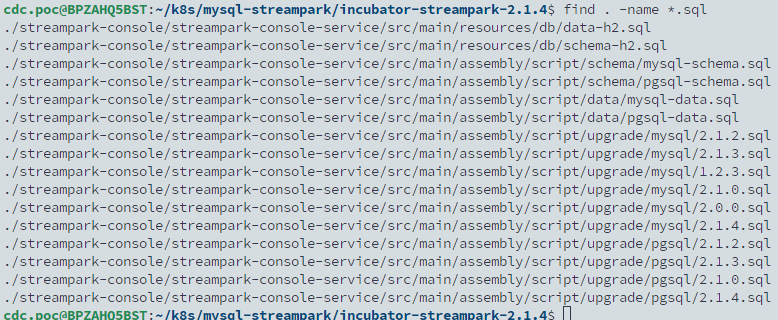 cdc.poc@BPZAHQ5BST:~/k8s/mysql-streampark/incubator-streampark-2.1.4$ find . -name *.sql
./streampark-console/streampark-console-service/src/main/resources/db/data-h2.sql
./streampark-console/streampark-console-service/src/main/resources/db/schema-h2.sql
./streampark-console/streampark-console-service/src/main/assembly/script/schema/mysql-schema.sql
./streampark-console/streampark-console-service/src/main/assembly/script/schema/pgsql-schema.sql
./streampark-console/streampark-console-service/src/main/assembly/script/data/mysql-data.sql
./streampark-console/streampark-console-service/src/main/assembly/script/data/pgsql-data.sql
./streampark-console/streampark-console-service/src/main/assembly/script/upgrade/mysql/2.1.2.sql
./streampark-console/streampark-console-service/src/main/assembly/script/upgrade/mysql/2.1.3.sql
./streampark-console/streampark-console-service/src/main/assembly/script/upgrade/mysql/1.2.3.sql
./streampark-console/streampark-console-service/src/main/assembly/script/upgrade/mysql/2.1.0.sql
./streampark-console/streampark-console-service/src/main/assembly/script/upgrade/mysql/2.0.0.sql
./streampark-console/streampark-console-service/src/main/assembly/script/upgrade/mysql/2.1.4.sql
./streampark-console/streampark-console-service/src/main/assembly/script/upgrade/pgsql/2.1.2.sql
./streampark-console/streampark-console-service/src/main/assembly/script/upgrade/pgsql/2.1.3.sql
./streampark-console/streampark-console-service/src/main/assembly/script/upgrade/pgsql/2.1.0.sql
./streampark-console/streampark-console-service/src/main/assembly/script/upgrade/pgsql/2.1.4.sql
cdc.poc@BPZAHQ5BST:~/k8s/mysql-streampark/incubator-streampark-2.1.4$